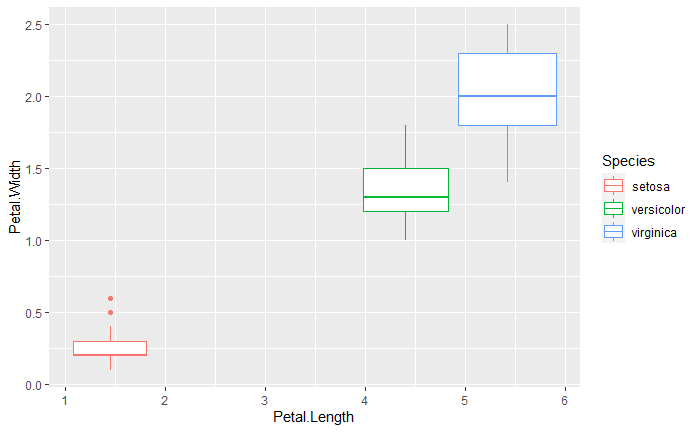 2.5
2.0
1.5
1.0
0.5
0.0
Petal.Width
1 2 3 4 5 6
Petal.Length
Species
setosa
versicolor
virginica